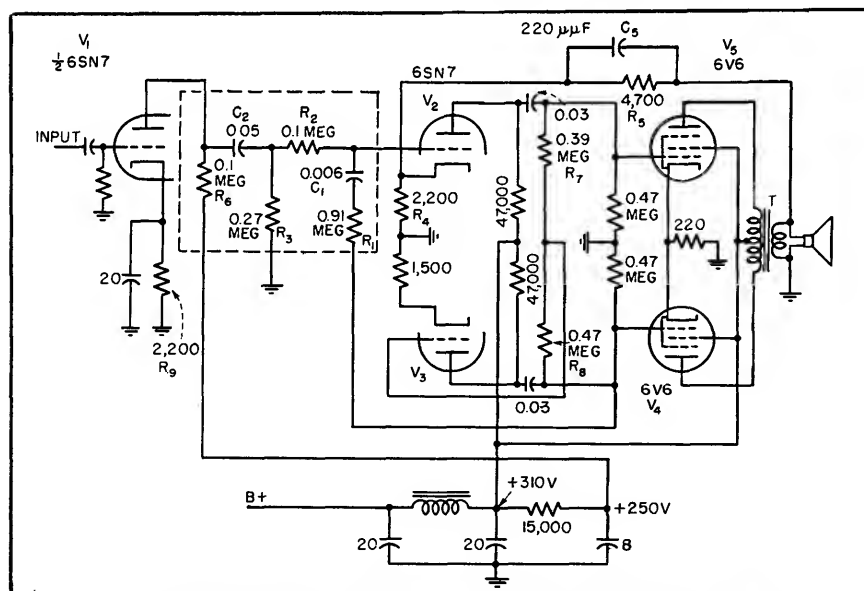 220 μμF
C5
V1
½ 6SN7
6SN7
V5
6V6
4,700
R5
INPUT
C2
0.05
R2
0.1 MEG
V2
0.03
0.39
MEG
R7
0.1
MEG
R6
0.006
C1
0.27
MEG
R3
0.91
MEG
R1
2,200
R4
47,000
0.47
MEG
T
220
1,500
47,000
0.47
MEG
20
2,200
R9
V3
0.47
MEG
R8
0.03
6V6
V4
+310V
B+
15,000
+250V
20
20
8